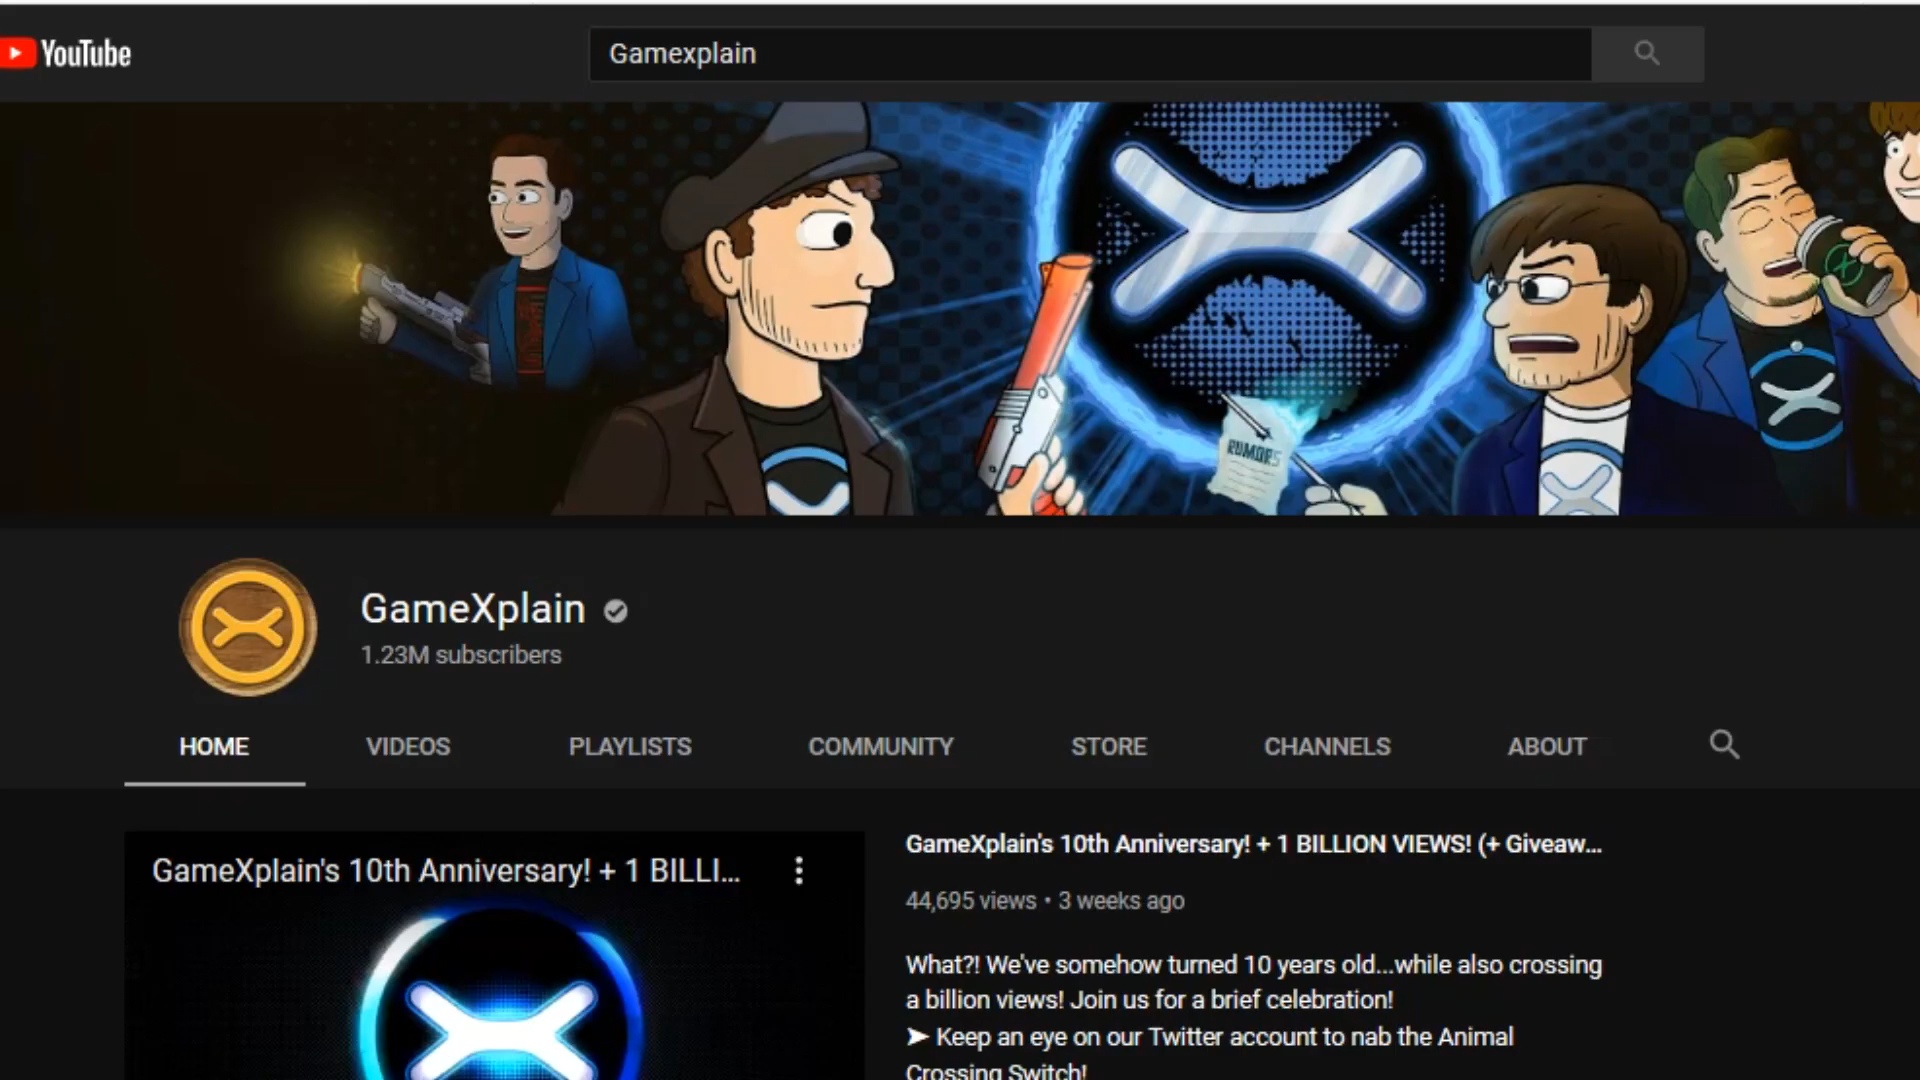 YouTube
Gamexplain
RUMORS
GameXplain
1.23M subscribers
HOME
VIDEOS
PLAYLISTS
COMMUNITY
STORE
CHANNELS
ABOUT
GameXplain's 10th Anniversary! + 1 BILLI...
GameXplain's 10th Anniversary! + 1 BILLION VIEWS! (+ Giveaw...
44,695 views • 3 weeks ago
What?! We've somehow turned 10 years old...while also crossing
a billion views! Join us for a brief celebration!
➤ Keep an eye on our Twitter account to nab the Animal
Crossing Switch!